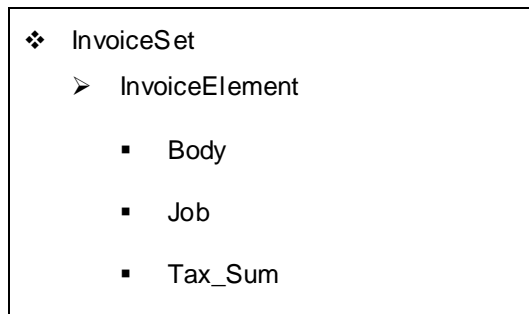 ❖ InvoiceSet
➢ InvoiceElement
▪ Body
▪ Job
▪ Tax_Sum